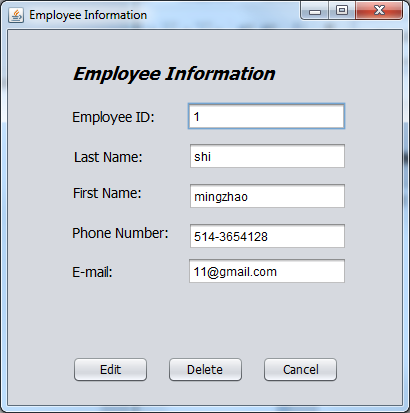 Employee Information
Employee Information
Employee ID: 1
Last Name: shi
First Name: mingzhao
Phone Number: 514-3654128
E-mail: 11@gmail.com
Edit Delete Cancel